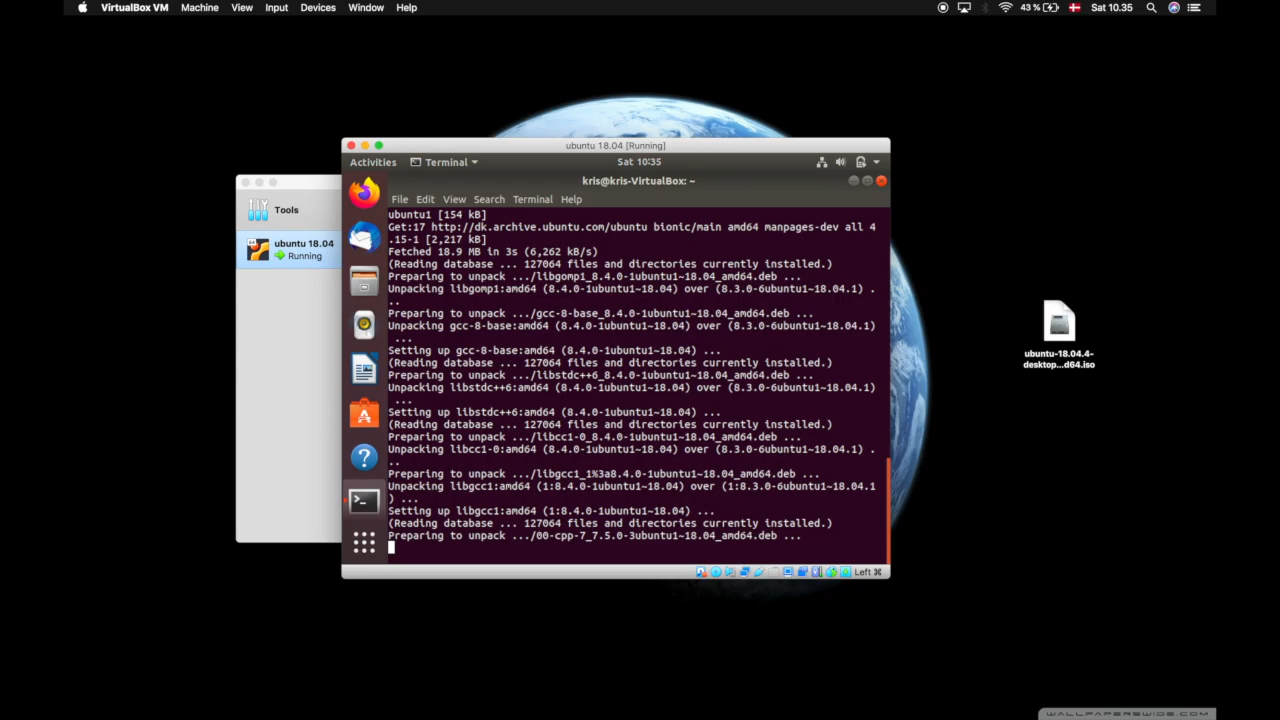 VirtualBox VM Machine View Input Devices Window Help 43 % Sat 10.35
ubuntu 18.04 [Running]
Activities Terminal Sat 10:35
kris@kris-VirtualBox: ~
File Edit View Search Terminal Help
Tools
ubuntu 18.04
Running
ubuntu1 [154 kB]
Get:17 http://dk.archive.ubuntu.com/ubuntu bionic/main amd64 manpages-dev all 4
.15-1 [2,217 kB]
Fetched 18.9 MB in 3s (6,262 kB/s)
(Reading database ... 127064 files and directories currently installed.)
Preparing to unpack .../libgomp1_8.4.0-1ubuntu1~18.04_amd64.deb ...
Unpacking libgomp1:amd64 (8.4.0-1ubuntu1~18.04) over (8.3.0-6ubuntu1~18.04.1) .
..
Preparing to unpack .../gcc-8-base_8.4.0-1ubuntu1~18.04_amd64.deb ...
Unpacking gcc-8-base:amd64 (8.4.0-1ubuntu1~18.04) over (8.3.0-6ubuntu1~18.04.1)
...
Setting up gcc-8-base:amd64 (8.4.0-1ubuntu1~18.04) ...
(Reading database ... 127064 files and directories currently installed.)
Preparing to unpack .../libstdc++6_8.4.0-1ubuntu1~18.04_amd64.deb ...
Unpacking libstdc++6:amd64 (8.4.0-1ubuntu1~18.04) over (8.3.0-6ubuntu1~18.04.1)
...
Setting up libstdc++6:amd64 (8.4.0-1ubuntu1~18.04) ...
(Reading database ... 127064 files and directories currently installed.)
Preparing to unpack .../libcc1-0_8.4.0-1ubuntu1~18.04_amd64.deb ...
Unpacking libcc1-0:amd64 (8.4.0-1ubuntu1~18.04) over (8.3.0-6ubuntu1~18.04.1) .
..
Preparing to unpack .../libgcc1_1%3a8.4.0-1ubuntu1~18.04_amd64.deb ...
Unpacking libgcc1:amd64 (1:8.4.0-1ubuntu1~18.04) over (1:8.3.0-6ubuntu1~18.04.1
) ...
Setting up libgcc1:amd64 (1:8.4.0-1ubuntu1~18.04) ...
(Reading database ... 127064 files and directories currently installed.)
Preparing to unpack .../00-cpp-7_7.5.0-3ubuntu1~18.04_amd64.deb ...
Left ⌘
ubuntu-18.04.4-
desktop...d64.iso
WALLPAPERSWIDE.COM